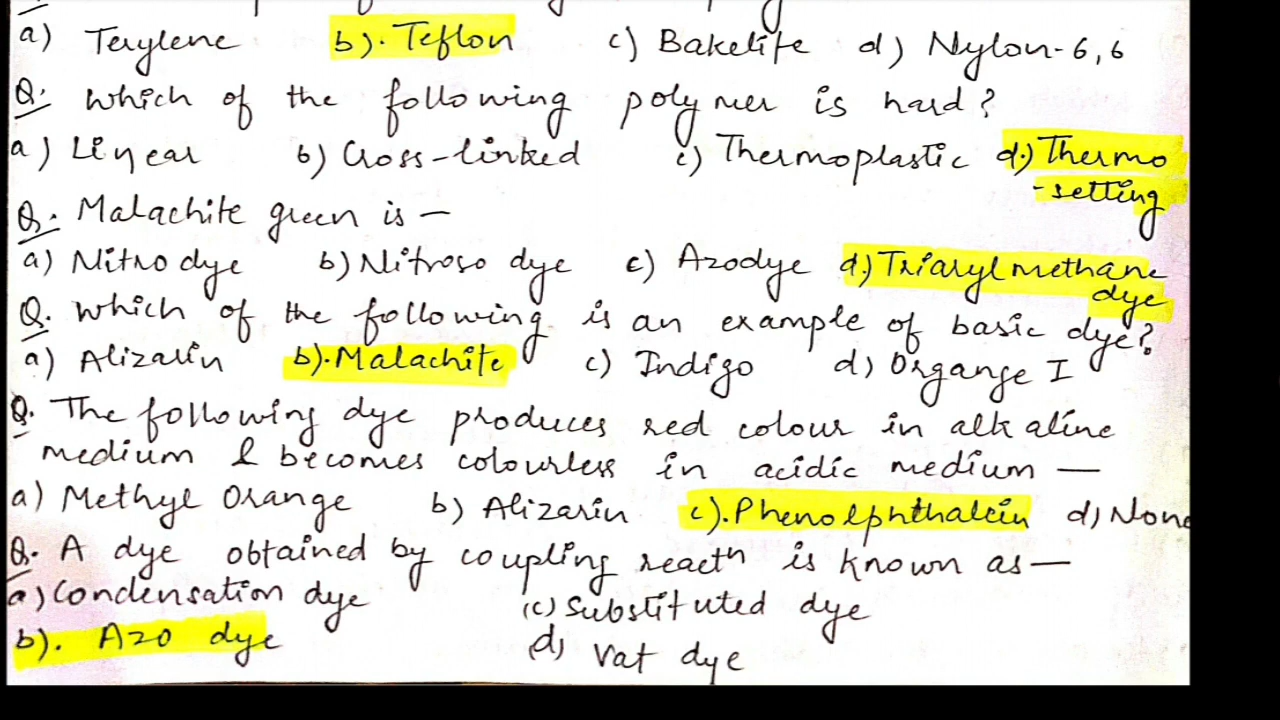 a) Terylene b). Teflon c) Bakelite d) Nylon-6,6
Q. Which of the following polymer is hard?
a) Linear b) Cross-linked c) Thermoplastic d.) Thermo
-setting
Q. Malachite green is —
a) Nitro dye b) Nitroso dye c) Azodye d.) Triarylmethane
dye
Q. Which of the following is an example of basic dye?
a) Alizarin b). Malachite c) Indigo d) Organge I
Q. The following dye produces red colour in alkaline
medium & becomes colourless in acidic medium —
a) Methyl Orange b) Alizarin c). Phenolphthalein d) None
Q. A dye obtained by coupling reactn is known as —
a) Condensation dye (c) Substituted dye
b). Azo dye (d) Vat dye